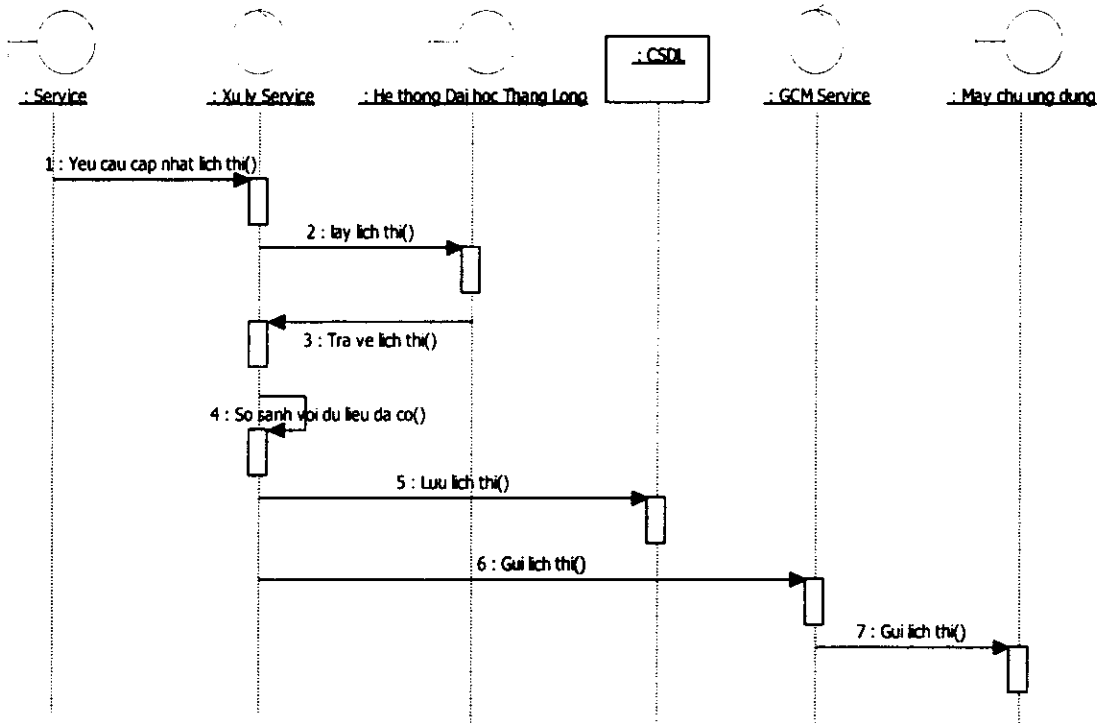 : Service
: Xu ly Service
: He thong Dai hoc Thang Long
: CSDL
: GCM Service
: May chu ung dung
1 : Yeu cau cap nhat lich thi()
2 : lay lich thi()
3 : Tra ve lich thi()
4 : So sanh voi du lieu da co()
5 : Luu lich thi()
6 : Gui lich thi()
7 : Gui lich thi()